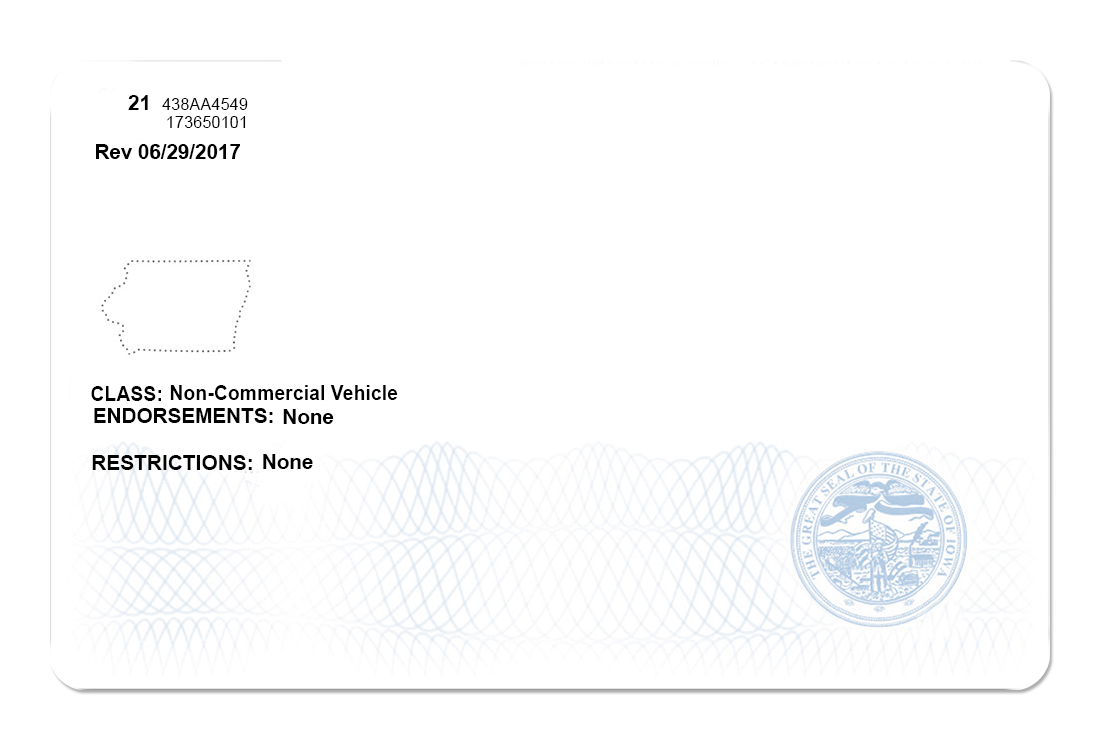 21 438AA4549
173650101
Rev 06/29/2017
CLASS: Non-Commercial Vehicle
ENDORSEMENTS: None
RESTRICTIONS: None
THE GREAT SEAL OF THE STATE OF IOWA